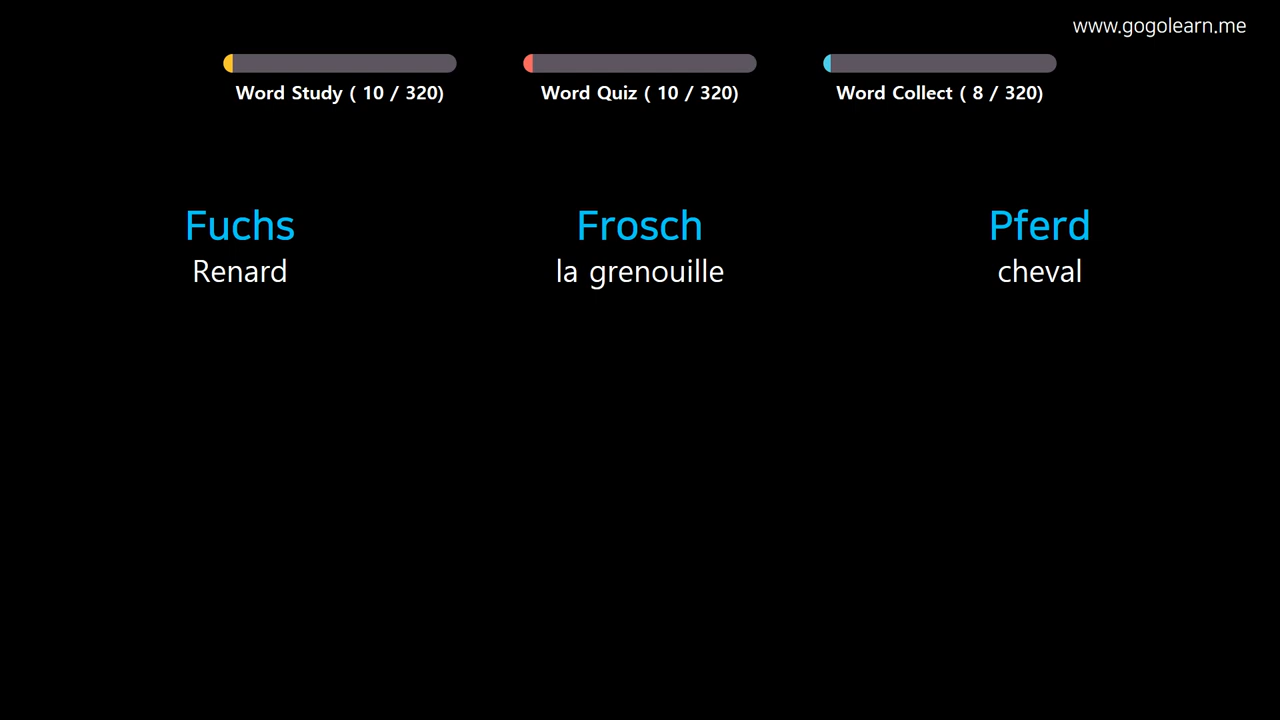 www.gogolearn.me
Word Study ( 10 / 320)
Word Quiz ( 10 / 320)
Word Collect ( 8 / 320)
Fuchs
Renard
Frosch
la grenouille
Pferd
cheval